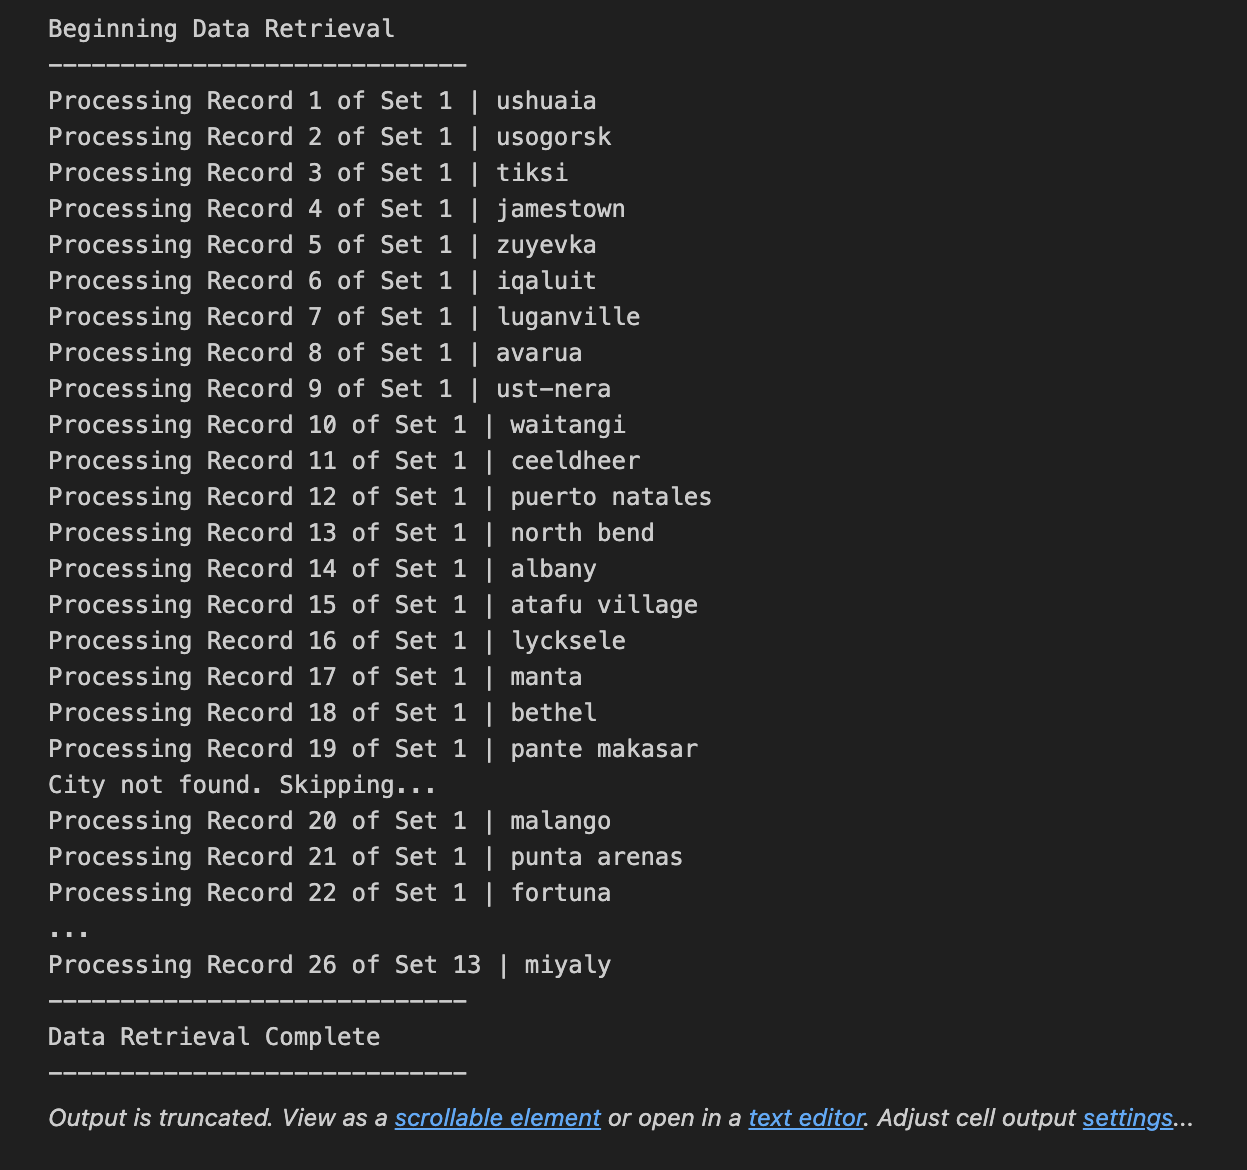 Beginning Data Retrieval
-----------------------------
Processing Record 1 of Set 1 | ushuaia
Processing Record 2 of Set 1 | usogorsk
Processing Record 3 of Set 1 | tiksi
Processing Record 4 of Set 1 | jamestown
Processing Record 5 of Set 1 | zuyevka
Processing Record 6 of Set 1 | iqaluit
Processing Record 7 of Set 1 | luganville
Processing Record 8 of Set 1 | avarua
Processing Record 9 of Set 1 | ust-nera
Processing Record 10 of Set 1 | waitangi
Processing Record 11 of Set 1 | ceeldheer
Processing Record 12 of Set 1 | puerto natales
Processing Record 13 of Set 1 | north bend
Processing Record 14 of Set 1 | albany
Processing Record 15 of Set 1 | atafu village
Processing Record 16 of Set 1 | lycksele
Processing Record 17 of Set 1 | manta
Processing Record 18 of Set 1 | bethel
Processing Record 19 of Set 1 | pante makasar
City not found. Skipping...
Processing Record 20 of Set 1 | malango
Processing Record 21 of Set 1 | punta arenas
Processing Record 22 of Set 1 | fortuna
...
Processing Record 26 of Set 13 | miyaly
-----------------------------
Data Retrieval Complete
-----------------------------
Output is truncated. View as a scrollable element or open in a text editor. Adjust cell output settings...